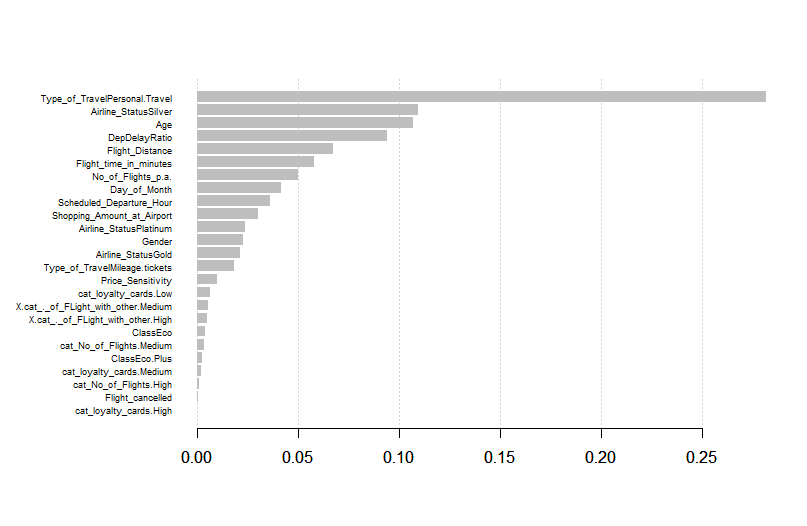 Type_of_TravelPersonal.Travel
Airline_StatusSilver
Age
DepDelayRatio
Flight_Distance
Flight_time_in_minutes
No_of_Flights_p.a.
Day_of_Month
Scheduled_Departure_Hour
Shopping_Amount_at_Airport
Airline_StatusPlatinum
Gender
Airline_StatusGold
Type_of_TravelMileage.tickets
Price_Sensitivity
cat_loyalty_cards.Low
X.cat_._of_FLight_with_other.Medium
X.cat_._of_FLight_with_other.High
ClassEco
cat_No_of_Flights.Medium
ClassEco.Plus
cat_loyalty_cards.Medium
cat_No_of_Flights.High
Flight_cancelled
cat_loyalty_cards.High
0.00 0.05 0.10 0.15 0.20 0.25